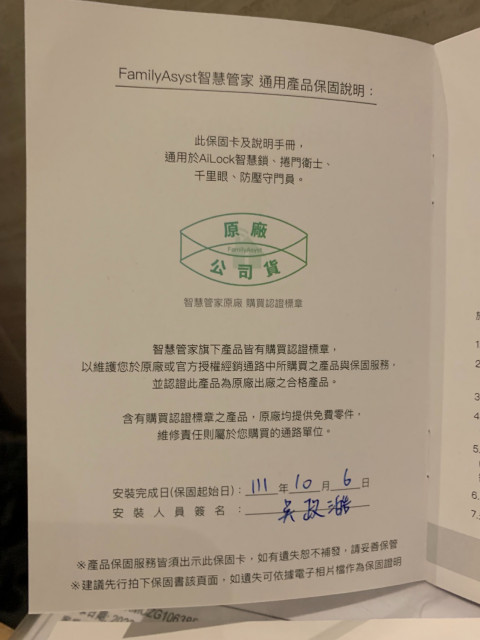 FamilyAsyst智慧管家 通用產品保固說明：
此保固卡及說明手冊，
通用於AiLock智慧鎖、捲門衛士、
千里眼、防壓守門員。
原廠
FamilyAsyst
公司貨
智慧管家原廠 購買認證標章
智慧管家旗下產品皆有購買認證標章，
以維護您於原廠或官方授權經銷通路中所購買之產品與保固服務，
並認證此產品為原廠出廠之合格產品。
含有購買認證標章之產品，原廠均提供免費零件，
維修責任則屬於您購買的通路單位。
安裝完成日(保固起始日)：111年10月6日
安裝人員簽名：吳政
※產品保固服務皆須出示此保固卡，如有遺失恕不補發，請妥善保管
※建議先行拍下保固書該頁面，如遺失可依據電子相片檔作為保固證明